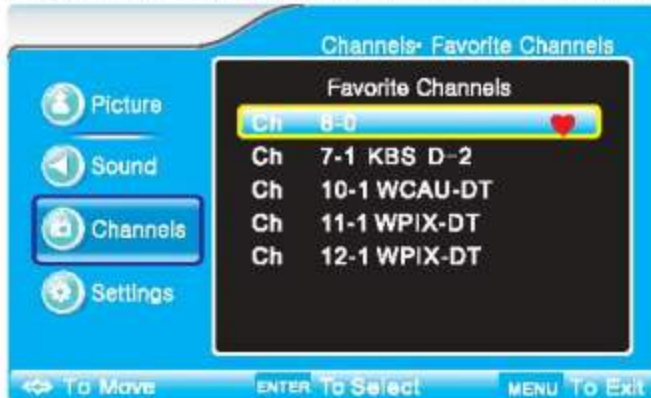 Channels• Favorite Channels
Picture
Sound
Channels
Settings
Favorite Channels
Ch 6-0
Ch 7-1 KBS D-2
Ch 10-1 WCAU-DT
Ch 11-1 WPIX-DT
Ch 12-1 WPIX-DT
To Move ENTER To Select MENU To Exit